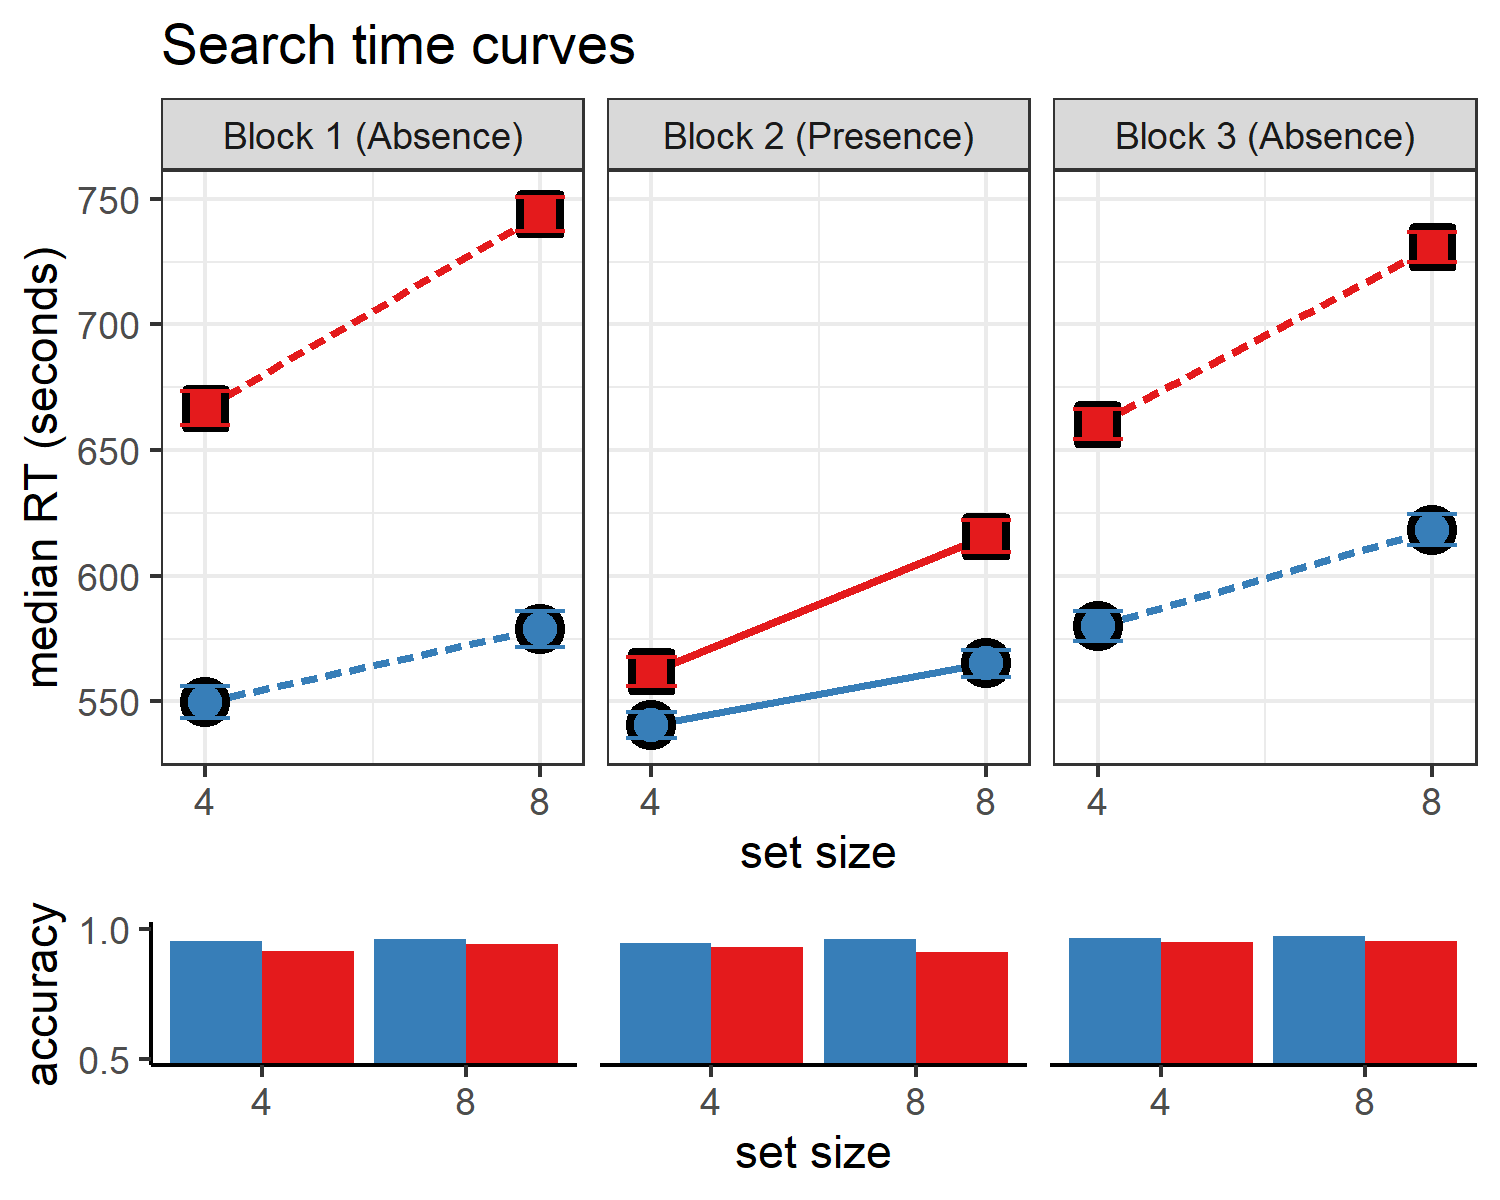 Search time curves
Block 1 (Absence)
Block 2 (Presence)
Block 3 (Absence)
median RT (seconds)
750
700
650
600
550
4
8
4
8
4
8
set size
accuracy
1.0
0.5
4
8
4
8
4
8
set size